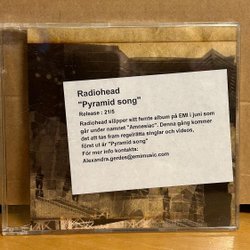 Radiohead
"Pyramid song"
Release : 21/5
Radiohead släpper sitt femte album på EMI i juni som
går under namnet "Amnesiac". Denna gång kommer
det att tas fram regelrätta singlar och videos,
först ut är "Pyramid song"
För mer info kontakta:
Alexandra.gerdes@emimusic.com